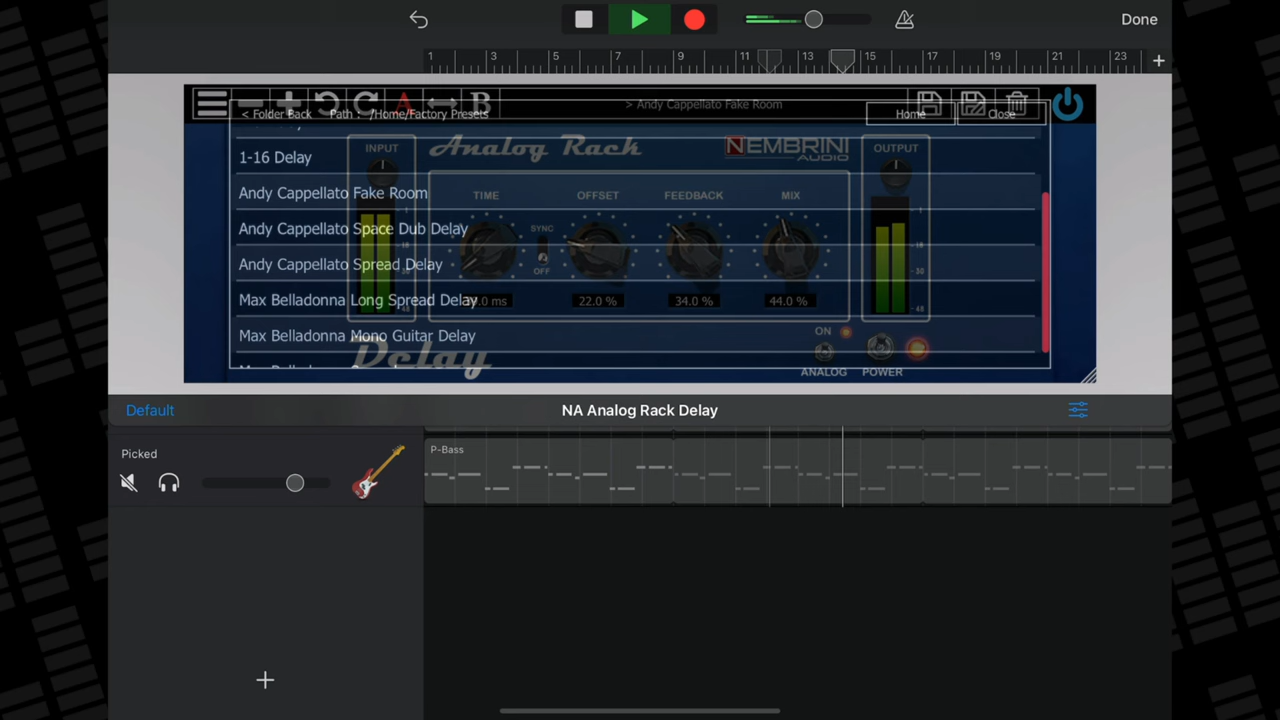 Done
1 3 5 7 9 11 13 15 17 19 21 23
A B > Andy Cappellato Fake Room
< Folder Back Path : /Home/Factory Presets Home Close
INPUT Analog Rack NEMBRINI AUDIO OUTPUT
1-16 Delay
Andy Cappellato Fake Room
TIME OFFSET FEEDBACK MIX
Andy Cappellato Space Dub Delay
SYNC
OFF
Andy Cappellato Spread Delay
Max Belladonna Long Spread Delay
22.0 % 34.0 % 44.0 %
Max Belladonna Mono Guitar Delay
Delay
ON
ANALOG POWER
Default NA Analog Rack Delay
Picked
P-Bass